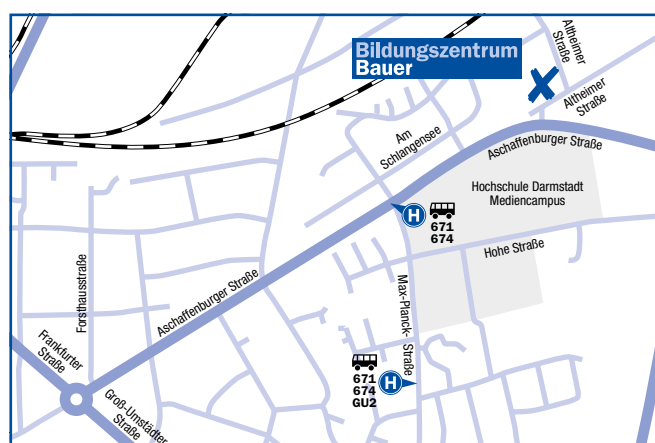 Bildungszentrum
Bauer
Altheimer
Straße
Altheimer
Straße
Am
Schlangensee
Aschaffenburger Straße
Hochschule Darmstadt
Mediencampus
H
671
674
Hohe Straße
Aschaffenburger Straße
Forsthausstraße
Max-Planck-
Straße
Frankfurter
Straße
671
674
GU2
H
Groß-Umstädter
Straße